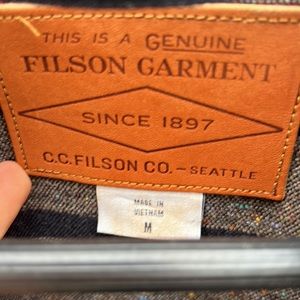 THIS IS A GENUINE
FILSON GARMENT
SINCE 1897
C.C.FILSON CO.–SEATTLE
MADE IN
VIETNAM
M